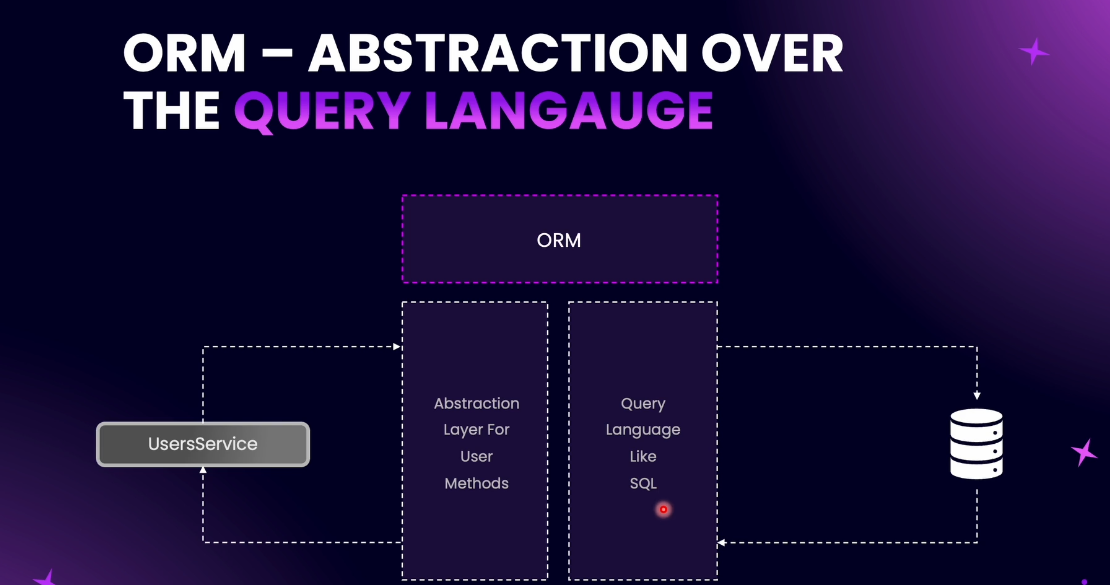 ORM – ABSTRACTION OVER
THE QUERY LANGAUGE
ORM
Abstraction
Layer For
User
Methods
Query
Language
Like
SQL
UsersService